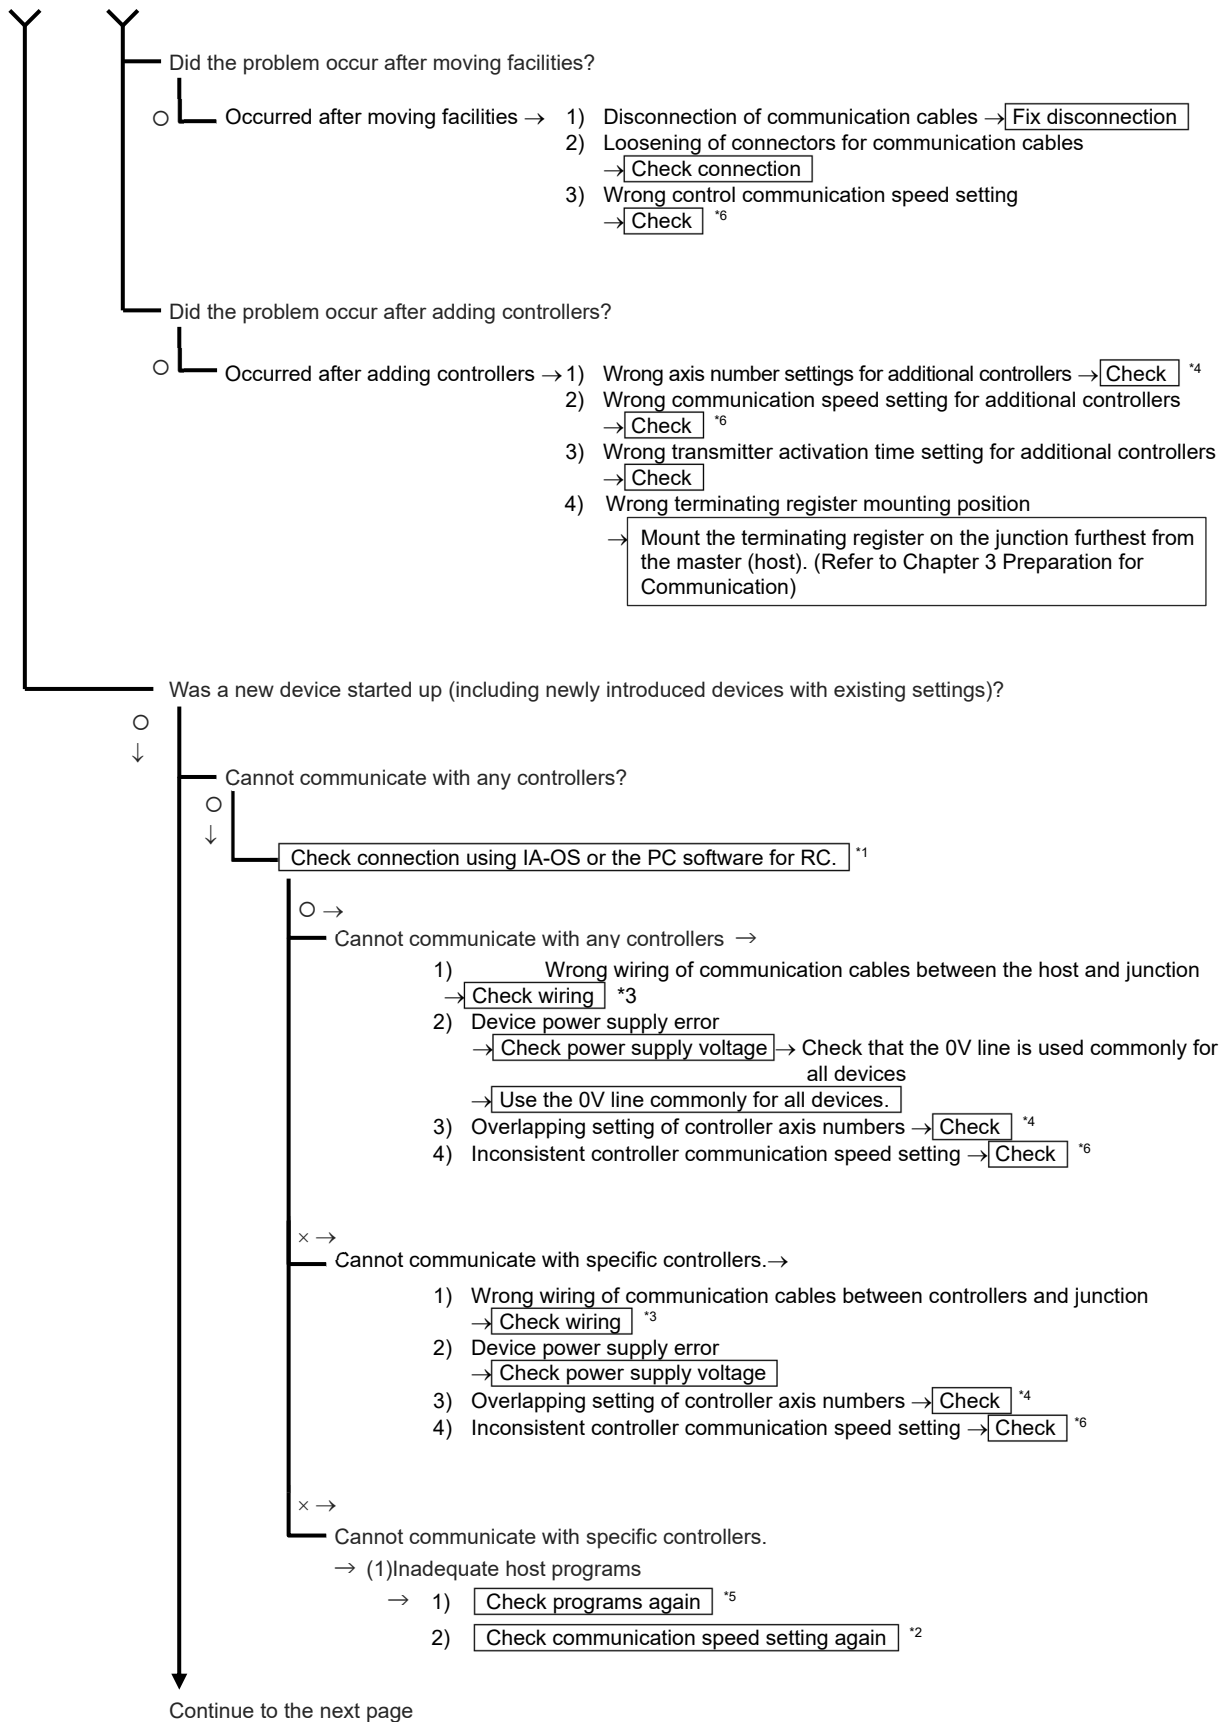 Did the problem occur after moving facilities?
○ Occurred after moving facilities → 1) Disconnection of communication cables → Fix disconnection
2) Loosening of connectors for communication cables
→ Check connection
3) Wrong control communication speed setting
→ Check *6
Did the problem occur after adding controllers?
○ Occurred after adding controllers → 1) Wrong axis number settings for additional controllers → Check *4
2) Wrong communication speed setting for additional controllers
→ Check *6
3) Wrong transmitter activation time setting for additional controllers
→ Check
4) Wrong terminating register mounting position
→ Mount the terminating register on the junction furthest from
the master (host). (Refer to Chapter 3 Preparation for
Communication)
Was a new device started up (including newly introduced devices with existing settings)?
○
↓
Cannot communicate with any controllers?
○
↓
Check connection using IA-OS or the PC software for RC. *1
○ →
Cannot communicate with any controllers →
1) Wrong wiring of communication cables between the host and junction
→ Check wiring *3
2) Device power supply error
→ Check power supply voltage → Check that the 0V line is used commonly for
all devices
→ Use the 0V line commonly for all devices.
3) Overlapping setting of controller axis numbers → Check *4
4) Inconsistent controller communication speed setting → Check *6
× →
Cannot communicate with specific controllers.→
1) Wrong wiring of communication cables between controllers and junction
→ Check wiring *3
2) Device power supply error
→ Check power supply voltage
3) Overlapping setting of controller axis numbers → Check *4
4) Inconsistent controller communication speed setting → Check *6
× →
Cannot communicate with specific controllers.
→ (1)Inadequate host programs
→ 1) Check programs again *5
2) Check communication speed setting again *2
Continue to the next page